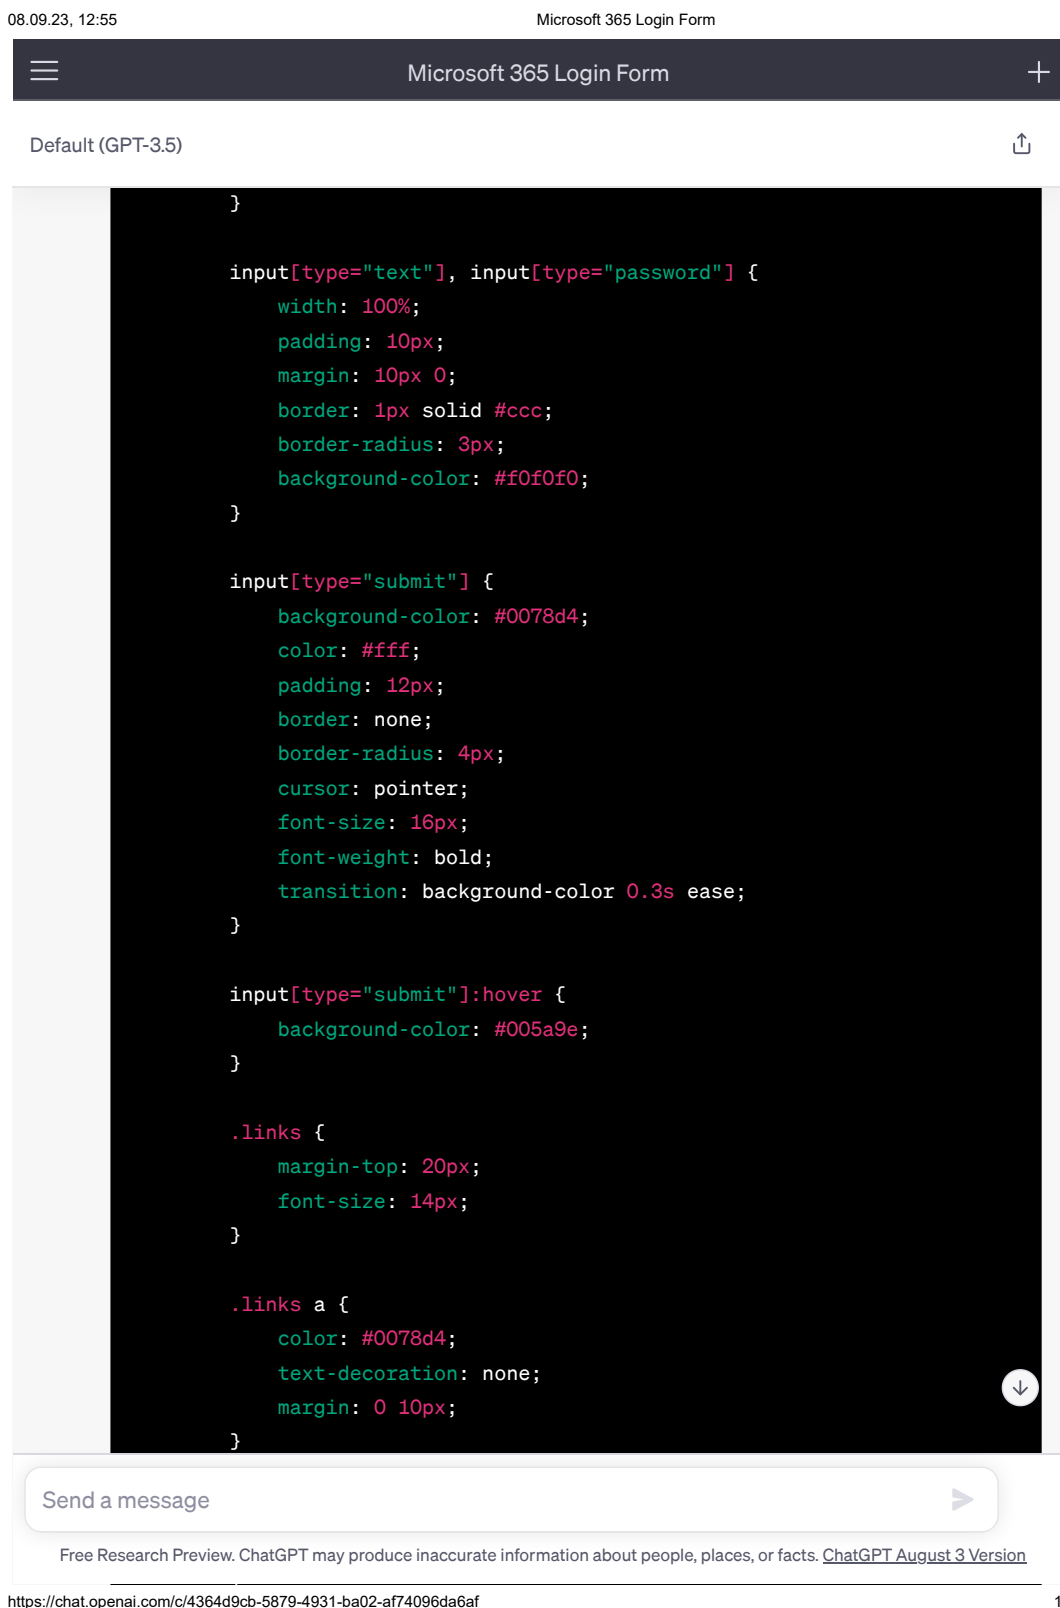 08.09.23, 12:55 Microsoft 365 Login Form
Microsoft 365 Login Form
Default (GPT-3.5)
}
input[type="text"], input[type="password"] {
width: 100%;
padding: 10px;
margin: 10px 0;
border: 1px solid #ccc;
border-radius: 3px;
background-color: #f0f0f0;
}
input[type="submit"] {
background-color: #0078d4;
color: #fff;
padding: 12px;
border: none;
border-radius: 4px;
cursor: pointer;
font-size: 16px;
font-weight: bold;
transition: background-color 0.3s ease;
}
input[type="submit"]:hover {
background-color: #005a9e;
}
.links {
margin-top: 20px;
font-size: 14px;
}
.links a {
color: #0078d4;
text-decoration: none;
margin: 0 10px;
}
Send a message
Free Research Preview. ChatGPT may produce inaccurate information about people, places, or facts. ChatGPT August 3 Version
https://chat.openai.com/c/4364d9cb-5879-4931-ba02-af74096da6af